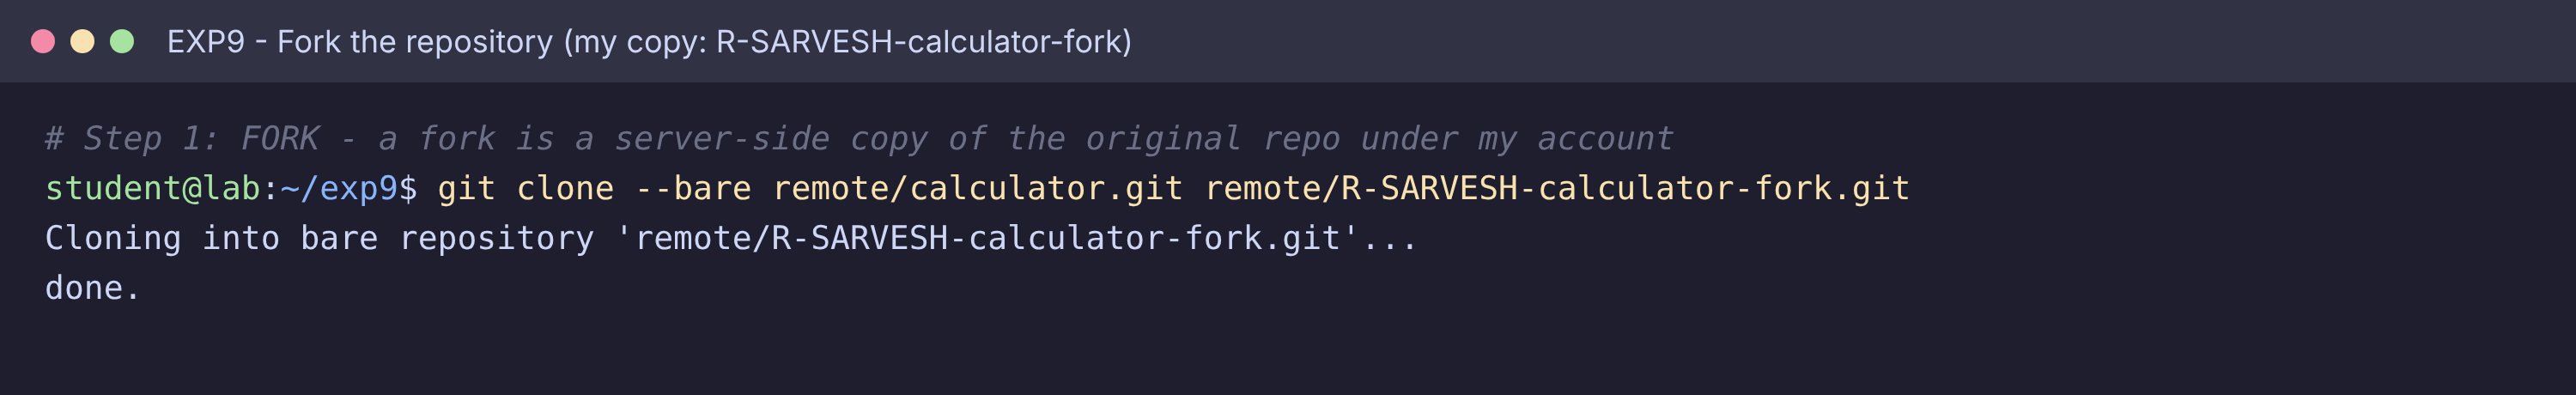 EXP9 - Fork the repository (my copy: R-SARVESH-calculator-fork)
# Step 1: FORK - a fork is a server-side copy of the original repo under my account
student@lab:~/exp9$ git clone --bare remote/calculator.git remote/R-SARVESH-calculator-fork.git
Cloning into bare repository 'remote/R-SARVESH-calculator-fork.git'...
done.